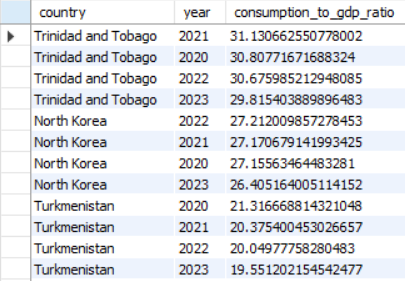 country year consumption_to_gdp_ratio
Trinidad and Tobago 2021 31.130662550778002
Trinidad and Tobago 2020 30.80771671688324
Trinidad and Tobago 2022 30.675985212948085
Trinidad and Tobago 2023 29.815403889896483
North Korea 2022 27.212009857278453
North Korea 2021 27.170679141993425
North Korea 2020 27.15563464483281
North Korea 2023 26.405164005114152
Turkmenistan 2020 21.316668814321048
Turkmenistan 2021 20.375400453026657
Turkmenistan 2022 20.04977758280483
Turkmenistan 2023 19.551202154542477